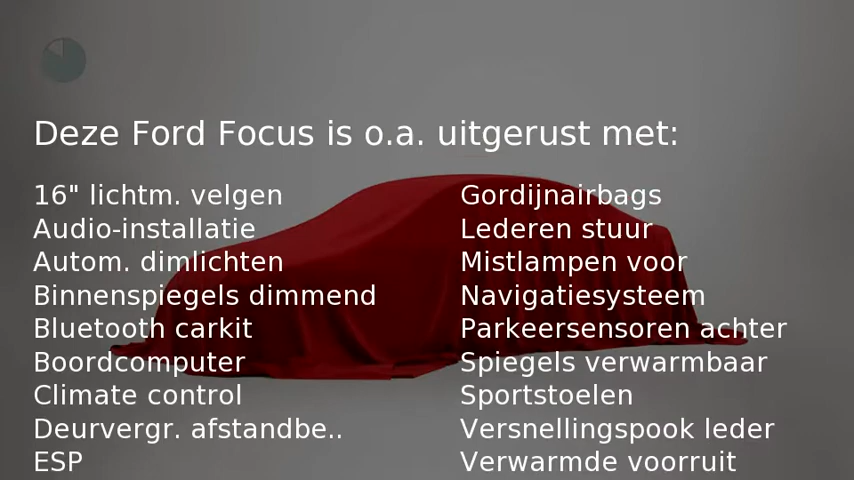 Deze Ford Focus is o.a. uitgerust met:
16" lichtm. velgen
Audio-installatie
Autom. dimlichten
Binnenspiegels dimmend
Bluetooth carkit
Boordcomputer
Climate control
Deurvergr. afstandbe..
ESP
Gordijnairbags
Lederen stuur
Mistlampen voor
Navigatiesysteem
Parkeersensoren achter
Spiegels verwarmbaar
Sportstoelen
Versnellingspook leder
Verwarmde voorruit